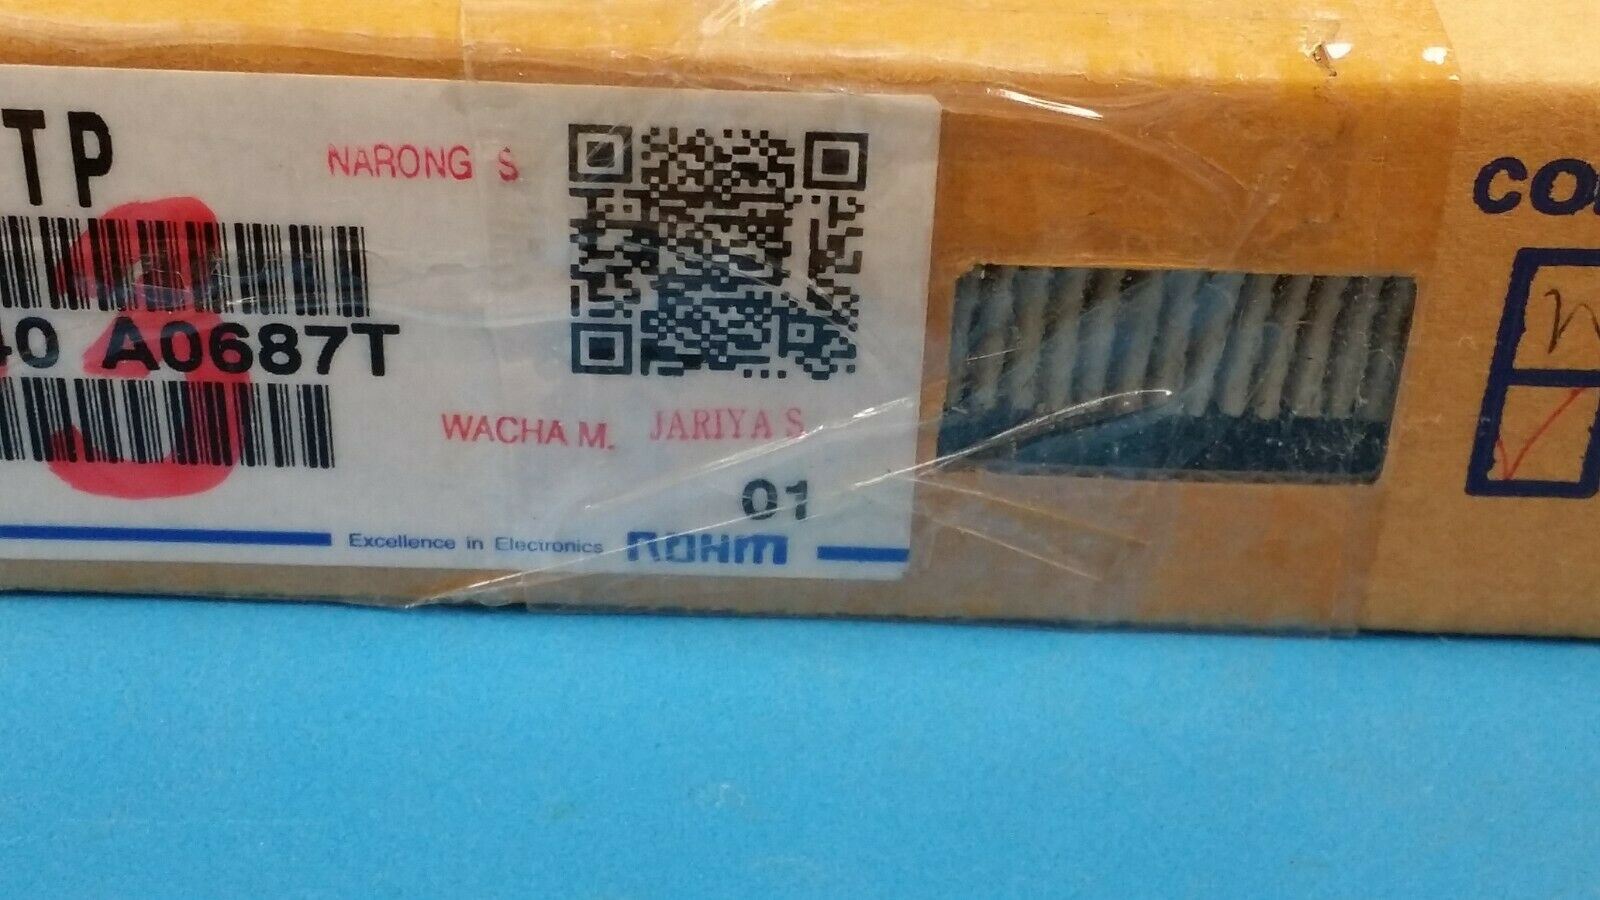 TP
NARONG S
40 A0687T
WACHA M. JARIYA S
01
Excellence in Electronics ROHM
CO